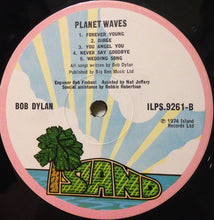 PLANET WAVES
1. FOREVER YOUNG
2. DIRGE
3. YOU ANGEL YOU
4. NEVER SAY GOODBYE
5. WEDDING SONG
All songs written by Bob Dylan
Published by Big Ben Music Ltd
Engineer Rob Fraboni Assisted by Nat Jeffery
Special assistance by Robbie Robertson
BOB DYLAN
ILPS.9261-B
℗ 1974 Island
Records Ltd
ISLAND